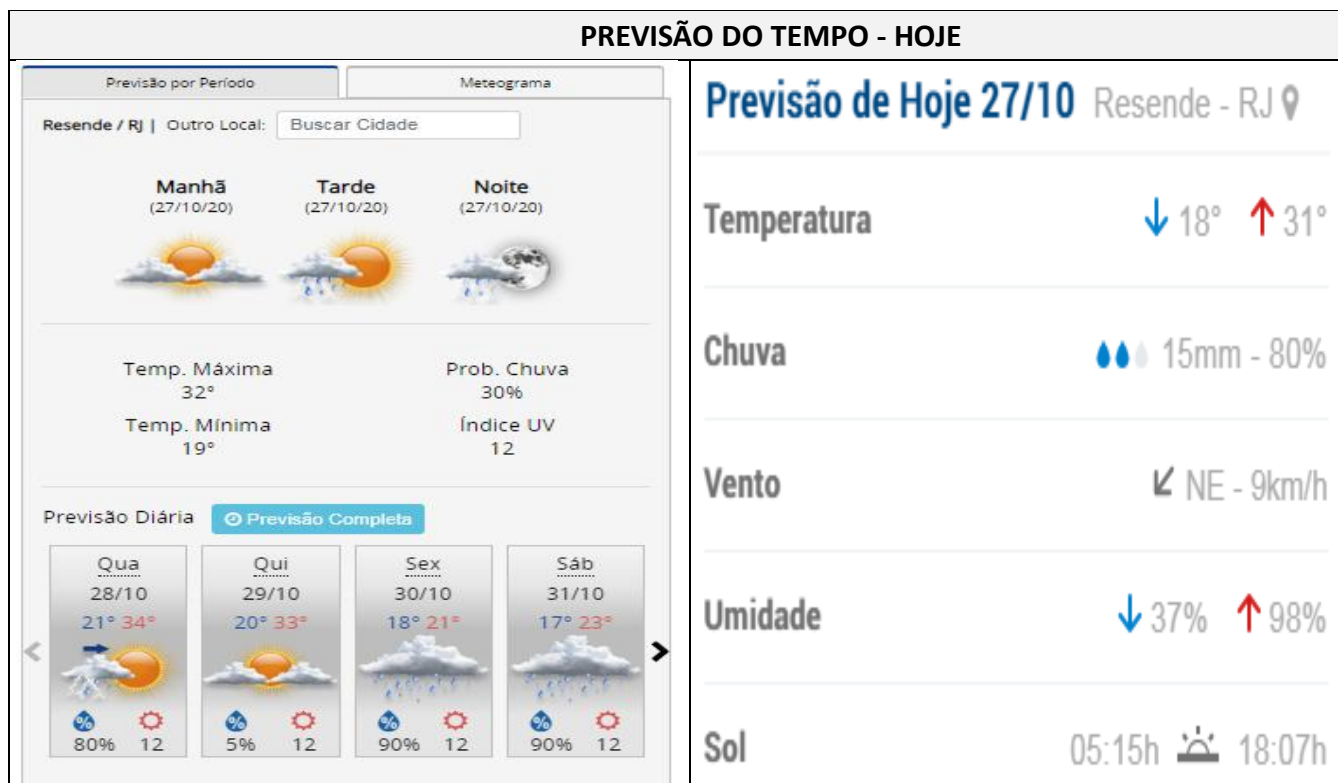 PREVISÃO DO TEMPO - HOJE
Previsão por Período
Meteograma
Resende / RJ | Outro Local: Buscar Cidade
Manhã Tarde Noite
(27/10/20) (27/10/20) (27/10/20)
Temp. Máxima Prob. Chuva
32° 30%
Temp. Mínima Índice UV
19° 12
Previsão Diária Previsão Completa
Qua Qui Sex Sáb
28/10 29/10 30/10 31/10
21° 34° 20° 33° 18° 21° 17° 23°
% % % %
80% 12 5% 12 90% 12 90% 12
Previsão de Hoje 27/10 Resende - RJ
Temperatura 18° 31°
Chuva 15mm - 80%
Vento NE - 9km/h
Umidade 37% 98%
Sol 05:15h 18:07h